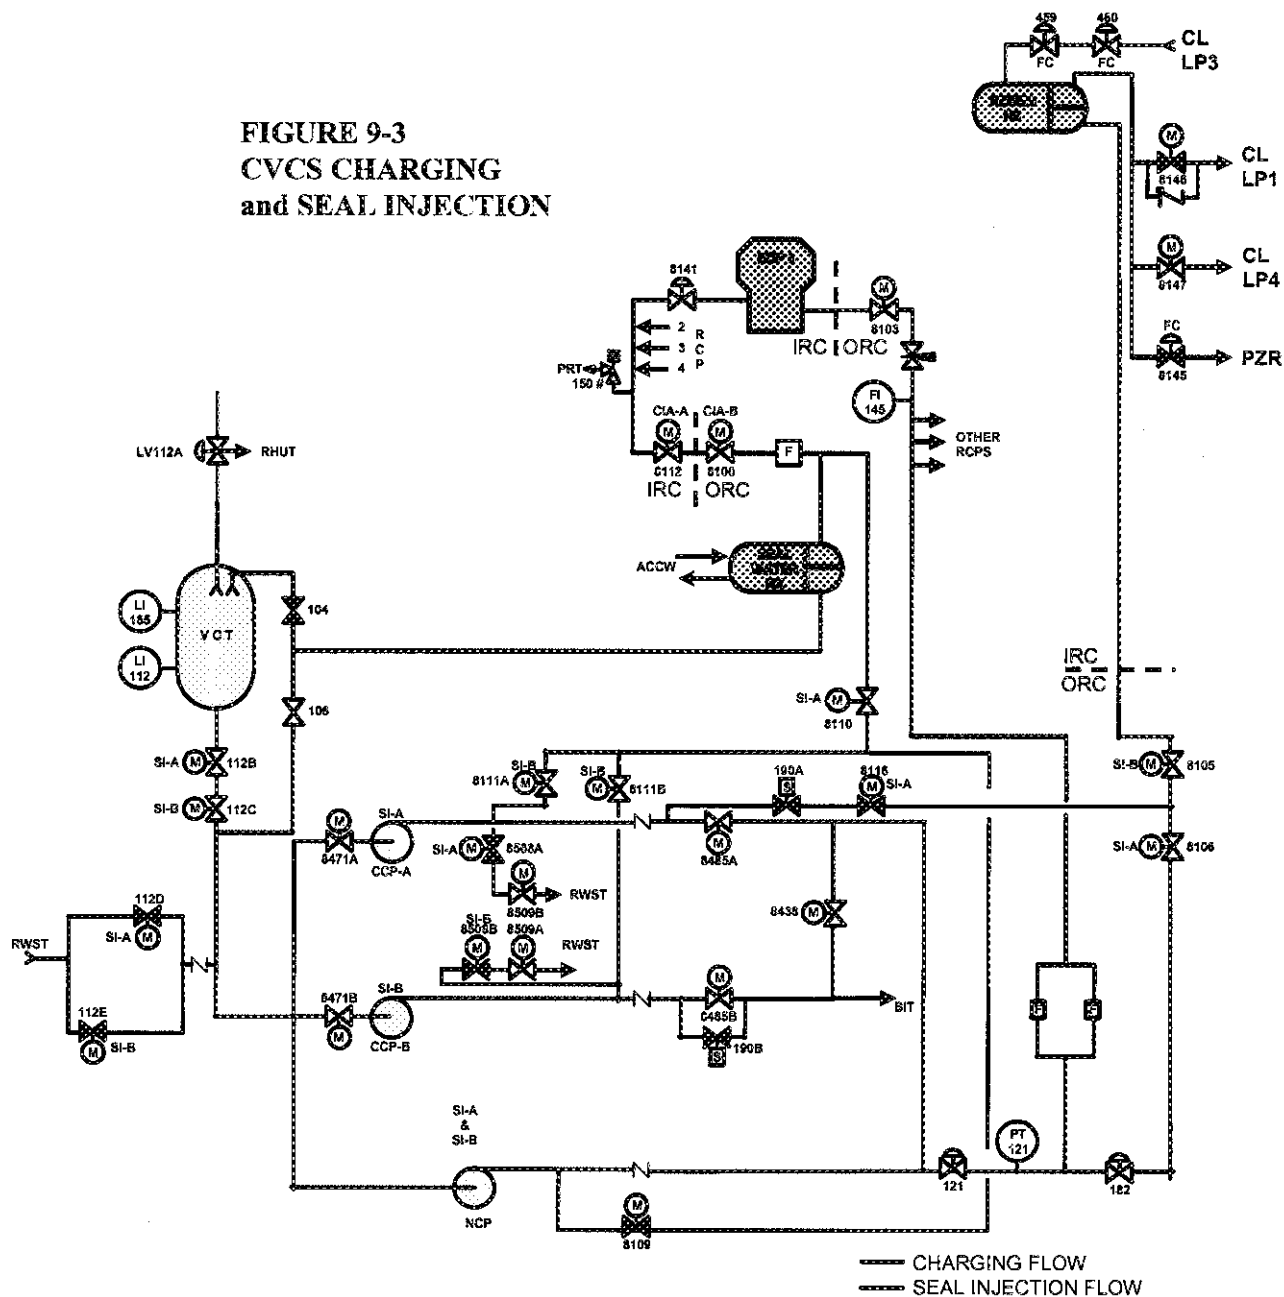 459
460
CL
LP3
FC
FC
FIGURE 9-3
CVCS CHARGING
and SEAL INJECTION
M
CL
LP1
8146
M
CL
LP4
8147
FC
PZR
8145
8141
M
8103
IRC
ORC
2
3
4
R
C
P
PRT
150 #
FI
145
OTHER
RCPS
CIA-A
CIA-B
M
M
8112
8100
F
IRC
ORC
LV112A
RHUT
SEAL
WATER
ACCW
LI
185
LI
112
VCT
104
106
IRC
ORC
SI-A
M
8110
SI-A
M
112B
SI-B
M
112C
SI-B
M
8111A
SI-B
M
8111B
190A
S
8116
M
SI-A
SI-B
M
8105
SI-A
M
8106
M
8471A
SI-A
CCP-A
SI-A
M
8508A
M
8509B
RWST
M
8485A
M
8438
112D
SI-A
M
RWST
112E
M
SI-B
SI-B
8508B
M
8509A
M
RWST
8471B
M
SI-B
CCP-B
M
8485B
S
190B
BIT
F
F
SI-A
&
SI-B
NCP
M
8109
PT
121
121
182
CHARGING FLOW
SEAL INJECTION FLOW